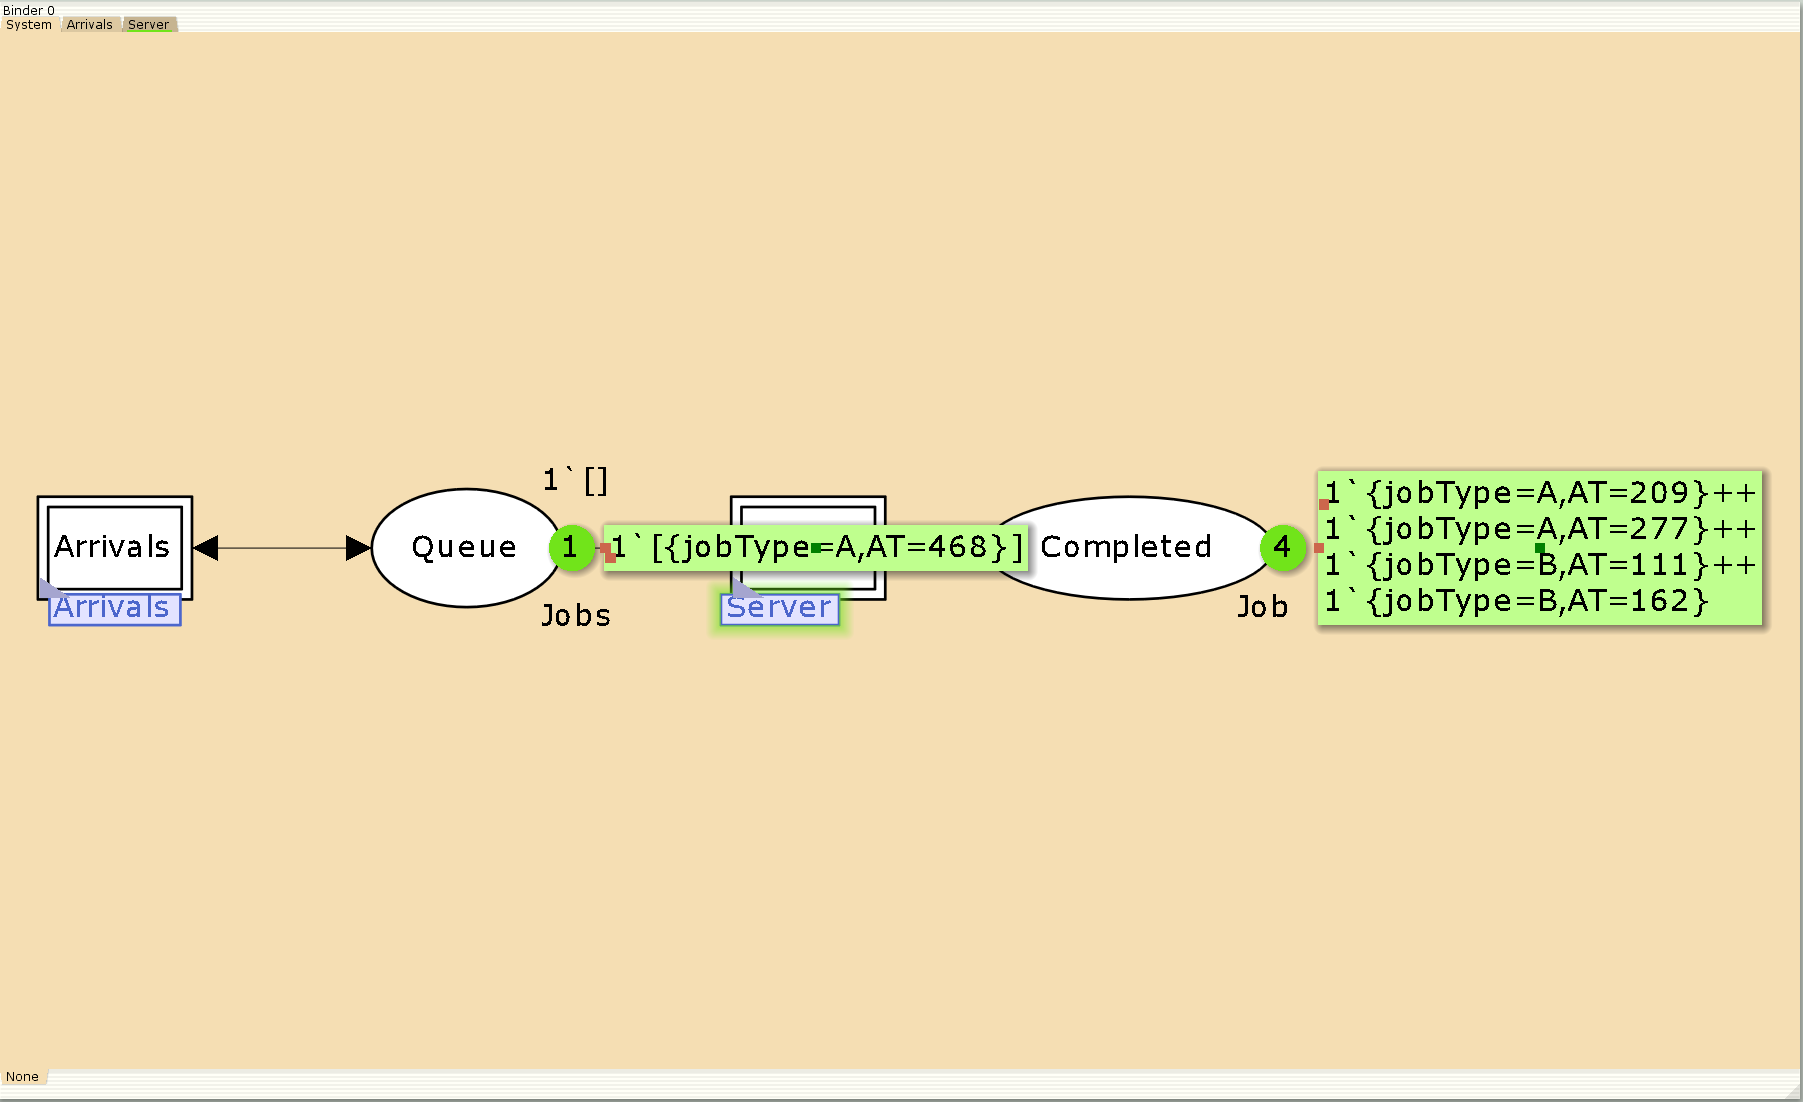 Binder 0
System Arrivals Server
1`[]
1`{jobType=A,AT=209}++
1`{jobType=A,AT=277}++
Arrivals
Queue
1
1`[{jobType=A,AT=468}]
Completed
4
1`{jobType=B,AT=111}++
1`{jobType=B,AT=162}
Arrivals
Jobs
Server
Job
None